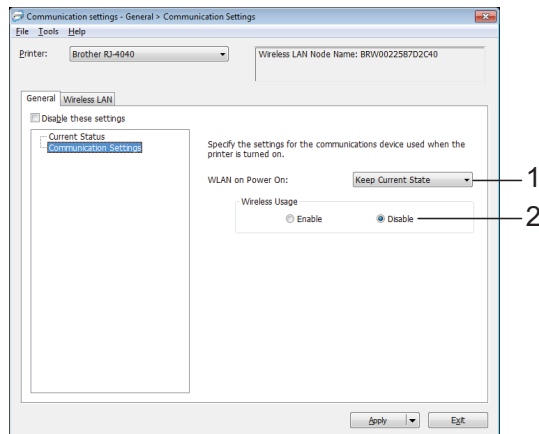 Communication settings - General > Communication Settings
File Tools Help
Printer: Brother RJ-4040
Wireless LAN Node Name: BRW0022587D2C40
General Wireless LAN
Disable these settings
Current Status
Communication Settings
Specify the settings for the communications device used when the
printer is turned on.
WLAN on Power On: Keep Current State
1
Wireless Usage
Enable Disable
2
Apply Exit